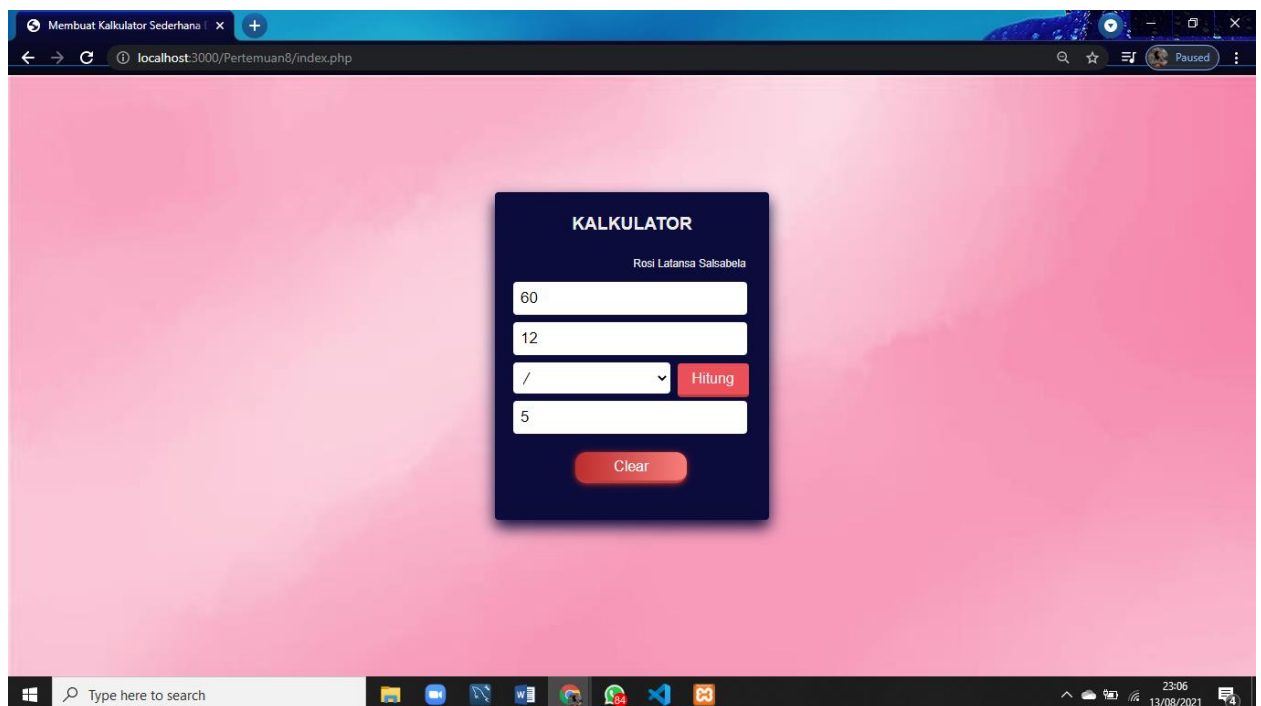 Membuat Kalkulator Sederhana
Paused
localhost:3000/Pertemuan8/index.php
KALKULATOR
Rosi Latansa Salsabela
60
12
/
Hitung
5
Clear
Type here to search
84
23:06
13/08/2021
4